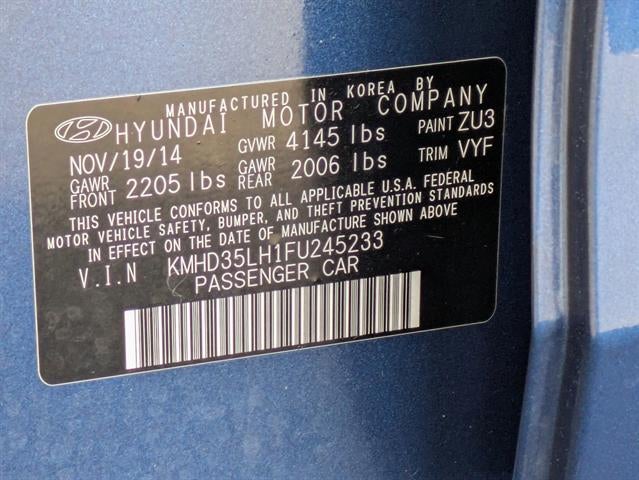 MANUFACTURED IN KOREA BY
HYUNDAI MOTOR COMPANY
NOV/19/14 GVWR 4145 lbs PAINT ZU3
GAWR FRONT 2205 lbs GAWR REAR 2006 lbs TRIM VYF
THIS VEHICLE CONFORMS TO ALL APPLICABLE U.S.A. FEDERAL
MOTOR VEHICLE SAFETY, BUMPER, AND THEFT PREVENTION STANDARDS
IN EFFECT ON THE DATE OF MANUFACTURE SHOWN ABOVE
V.I.N KMHD35LH1FU245233
PASSENGER CAR